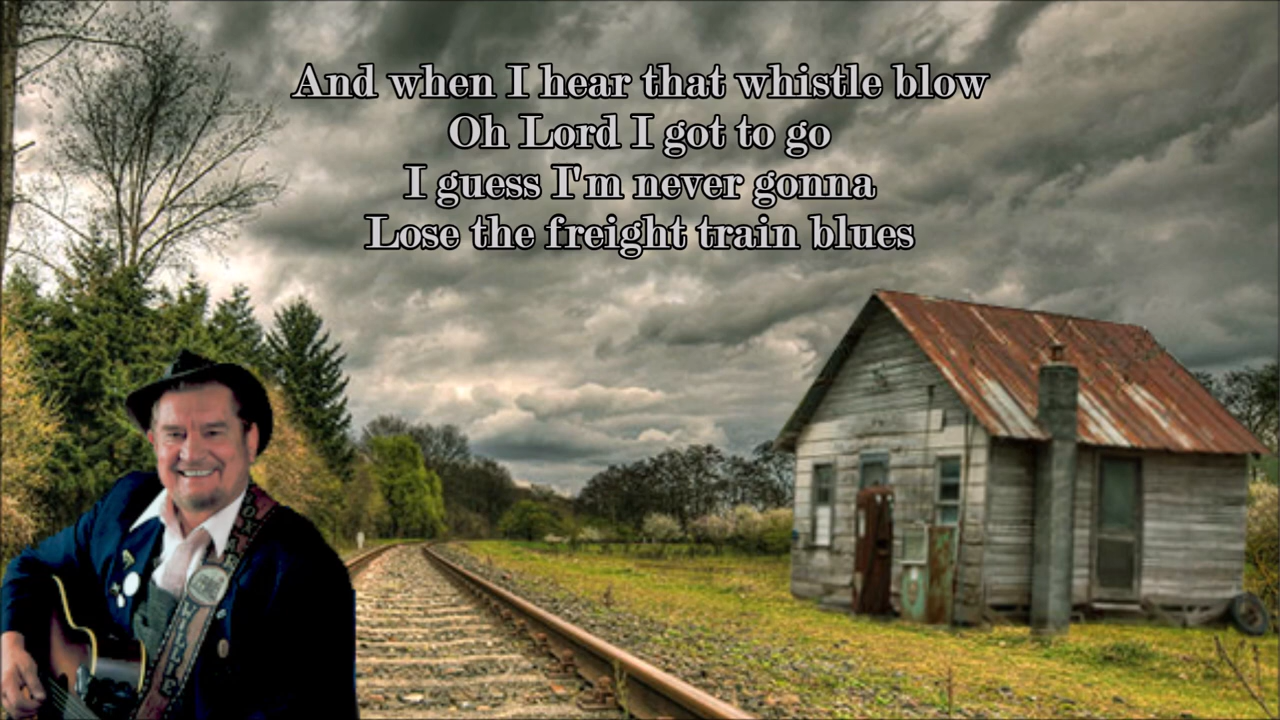 And when I hear that whistle blow
Oh Lord I got to go
I guess I'm never gonna
Lose the freight train blues
WILLIE